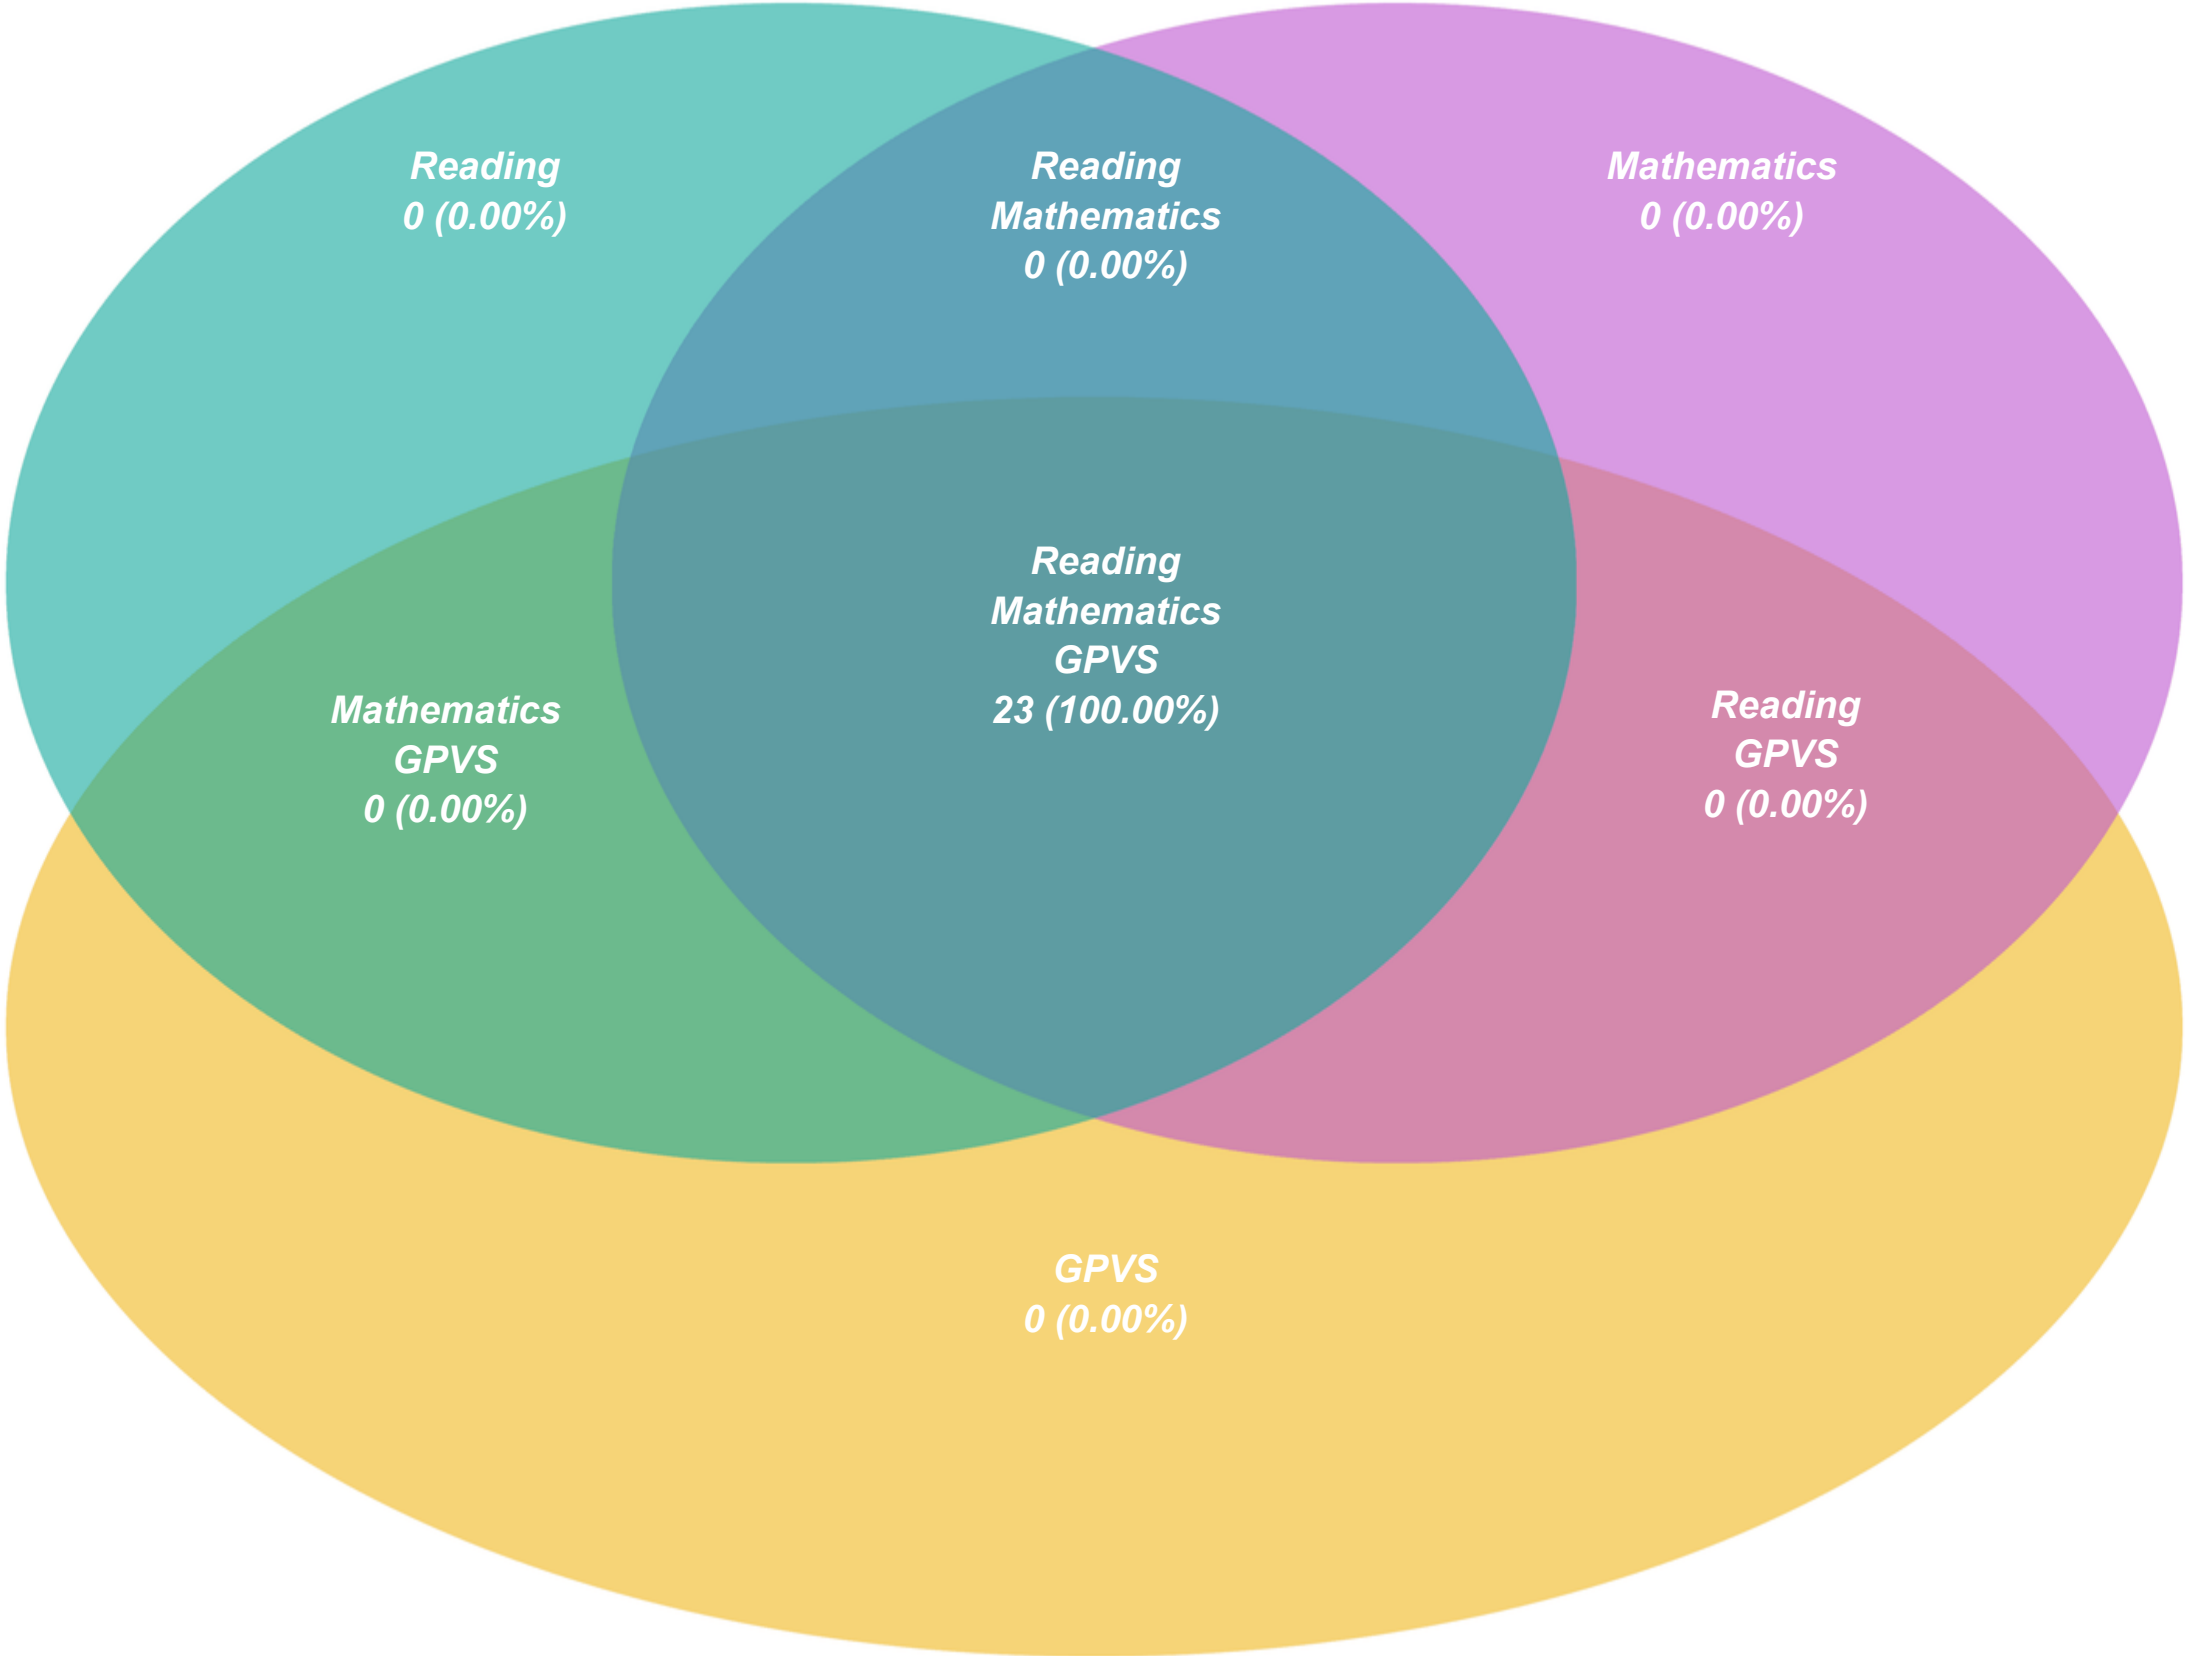 Reading
0 (0.00%)
Reading
Mathematics
0 (0.00%)
Mathematics
0 (0.00%)
Reading
Mathematics
GPVS
23 (100.00%)
Mathematics
GPVS
0 (0.00%)
Reading
GPVS
0 (0.00%)
GPVS
0 (0.00%)